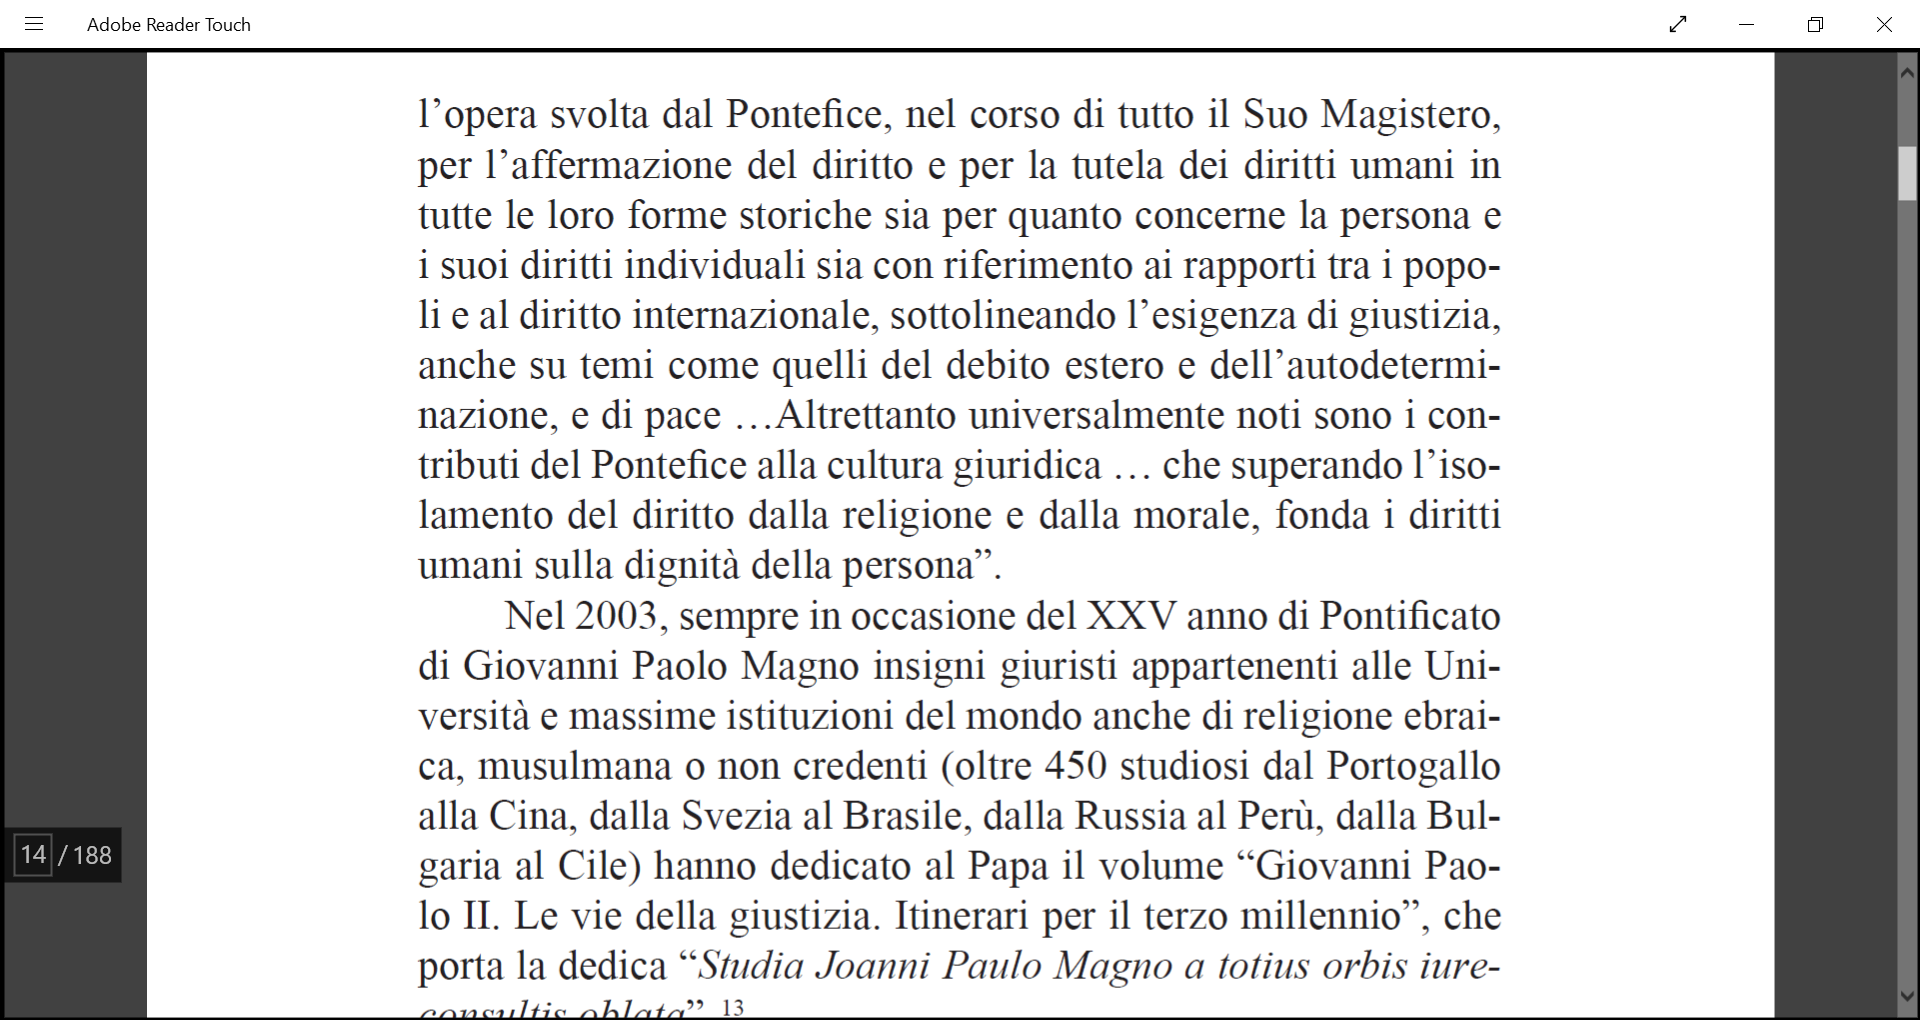 Adobe Reader Touch
l’opera svolta dal Pontefice, nel corso di tutto il Suo Magistero,
per l’affermazione del diritto e per la tutela dei diritti umani in
tutte le loro forme storiche sia per quanto concerne la persona e
i suoi diritti individuali sia con riferimento ai rapporti tra i popo-
li e al diritto internazionale, sottolineando l’esigenza di giustizia,
anche su temi come quelli del debito estero e dell’autodetermi-
nazione, e di pace …Altrettanto universalmente noti sono i con-
tributi del Pontefice alla cultura giuridica … che superando l’iso-
lamento del diritto dalla religione e dalla morale, fonda i diritti
umani sulla dignità della persona”.
Nel 2003, sempre in occasione del XXV anno di Pontificato
di Giovanni Paolo Magno insigni giuristi appartenenti alle Uni-
versità e massime istituzioni del mondo anche di religione ebrai-
ca, musulmana o non credenti (oltre 450 studiosi dal Portogallo
alla Cina, dalla Svezia al Brasile, dalla Russia al Perù, dalla Bul-
garia al Cile) hanno dedicato al Papa il volume “Giovanni Pao-
lo II. Le vie della giustizia. Itinerari per il terzo millennio”, che
porta la dedica “Studia Joanni Paulo Magno a totius orbis iure-
consultis oblata” 13
14 / 188